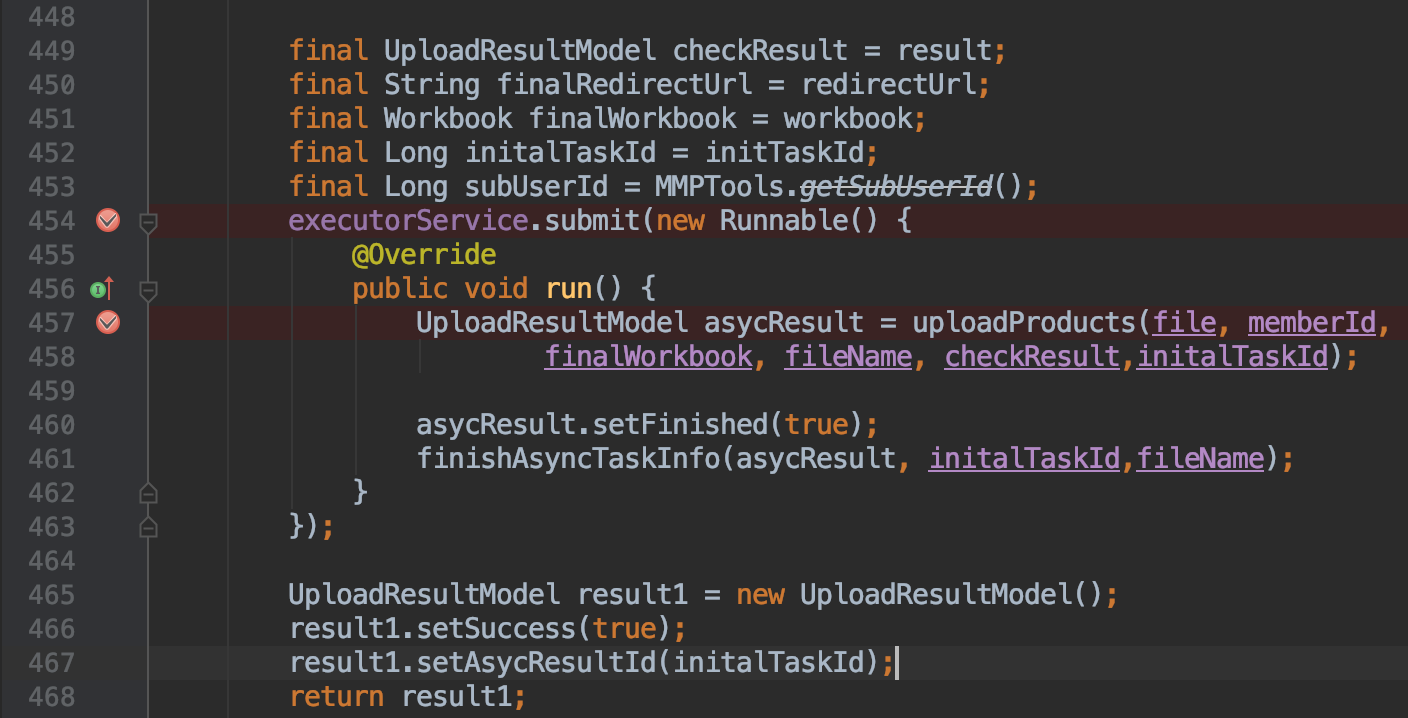 448
449 final UploadResultModel checkResult = result;
450 final String finalRedirectUrl = redirectUrl;
451 final Workbook finalWorkbook = workbook;
452 final Long initalTaskId = initTaskId;
453 final Long subUserId = MMPTools.getSubUserId();
454 executorService.submit(new Runnable() {
455 @Override
456 public void run() {
457 UploadResultModel asycResult = uploadProducts(file, memberId,
458 finalWorkbook, fileName, checkResult,initalTaskId);
459
460 asycResult.setFinished(true);
461 finishAsyncTaskInfo(asycResult, initalTaskId,fileName);
462 }
463 });
464
465 UploadResultModel result1 = new UploadResultModel();
466 result1.setSuccess(true);
467 result1.setAsycResultId(initalTaskId);
468 return result1;